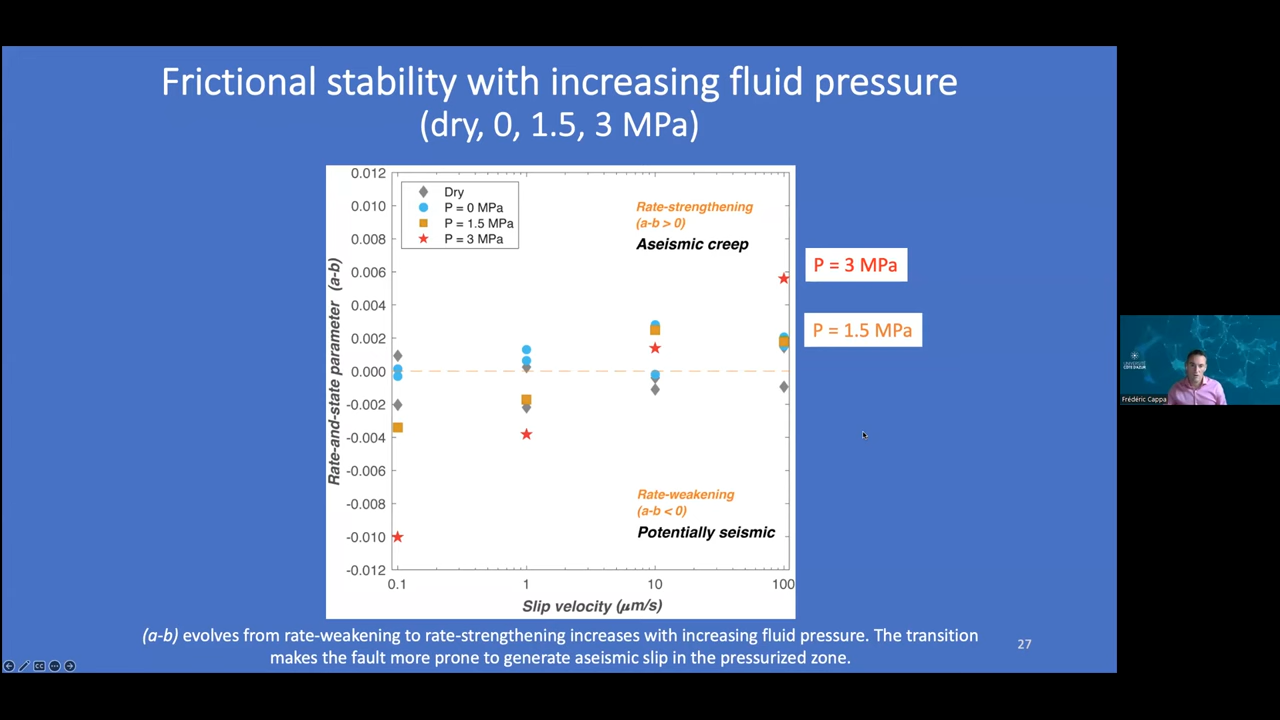 Frictional stability with increasing fluid pressure
(dry, 0, 1.5, 3 MPa)
0.012
0.010
0.008
0.006
0.004
0.002
0.000
-0.002
-0.004
-0.006
-0.008
-0.010
-0.012
Rate-and-state parameter (a-b)
Dry
P = 0 MPa
P = 1.5 MPa
P = 3 MPa
Rate-strengthening
(a-b > 0)
Aseismic creep
Rate-weakening
(a-b < 0)
Potentially seismic
0.1
1
10
100
Slip velocity (μm/s)
P = 3 MPa
P = 1.5 MPa
(a-b) evolves from rate-weakening to rate-strengthening increases with increasing fluid pressure. The transition
makes the fault more prone to generate aseismic slip in the pressurized zone.
27
UNIVERSITÉ
CÔTE D'AZUR
Frédéric Cappa